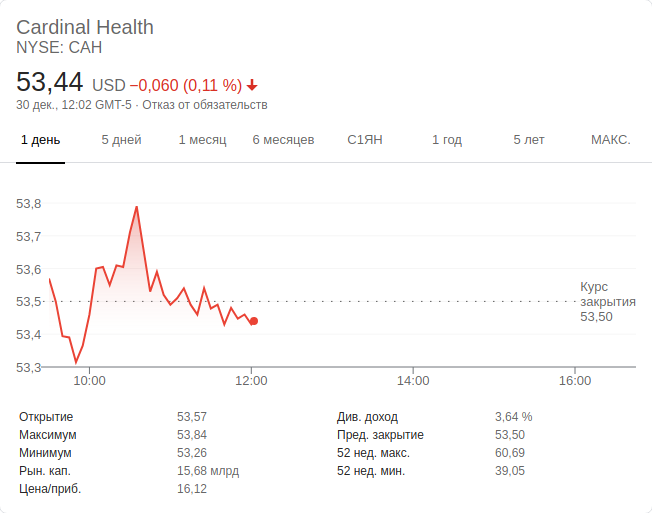 Cardinal Health
NYSE: CAH
53,44 USD −0,060 (0,11 %)
30 дек., 12:02 GMT-5 · Отказ от обязательств
1 день 5 дней 1 месяц 6 месяцев С1ЯН 1 год 5 лет МАКС.
53,8
53,7
53,6
53,5
53,4
53,3
Курс
закрытия
53,50
10:00 12:00 14:00 16:00
Открытие 53,57 Див. доход 3,64 %
Максимум 53,84 Пред. закрытие 53,50
Минимум 53,26 52 нед. макс. 60,69
Рын. кап. 15,68 млрд 52 нед. мин. 39,05
Цена/приб. 16,12